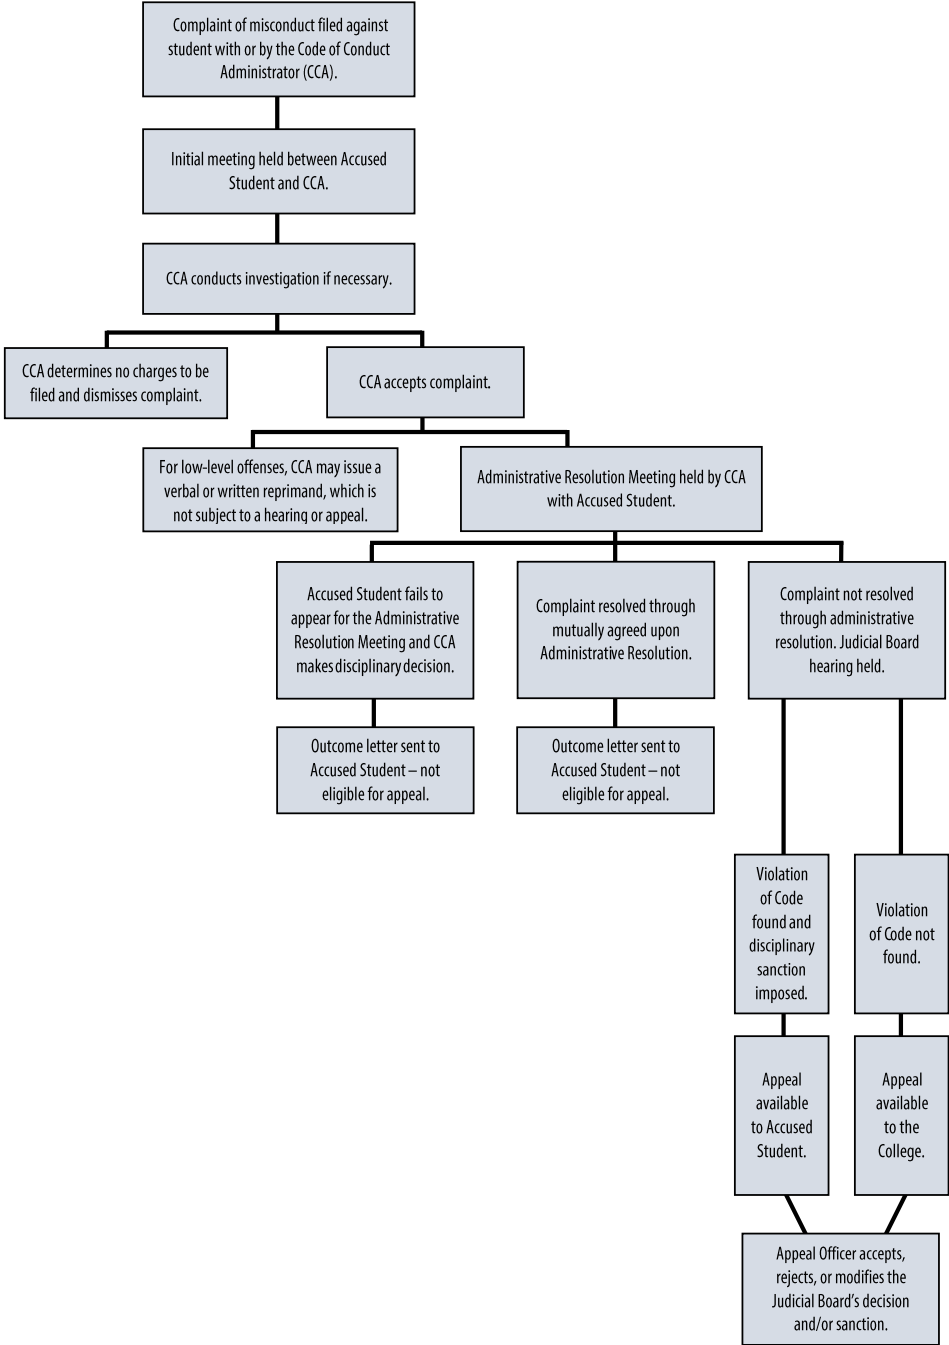 Complaint of misconduct filed against
student with or by the Code of Conduct
Administrator (CCA).
Initial meeting held between Accused
Student and CCA.
CCA conducts investigation if necessary.
CCA determines no charges to be
filed and dismisses complaint.
CCA accepts complaint.
For low-level offenses, CCA may issue a
verbal or written reprimand, which is
not subject to a hearing or appeal.
Administrative Resolution Meeting held by CCA
with Accused Student.
Accused Student fails to
appear for the Administrative
Resolution Meeting and CCA
makes disciplinary decision.
Complaint resolved through
mutually agreed upon
Administrative Resolution.
Complaint not resolved
through administrative
resolution. Judicial Board
hearing held.
Outcome letter sent to
Accused Student – not
eligible for appeal.
Outcome letter sent to
Accused Student – not
eligible for appeal.
Violation
of Code
found and
disciplinary
sanction
imposed.
Violation
of Code not
found.
Appeal
available
to Accused
Student.
Appeal
available
to the
College.
Appeal Officer accepts,
rejects, or modifies the
Judicial Board's decision
and/or sanction.